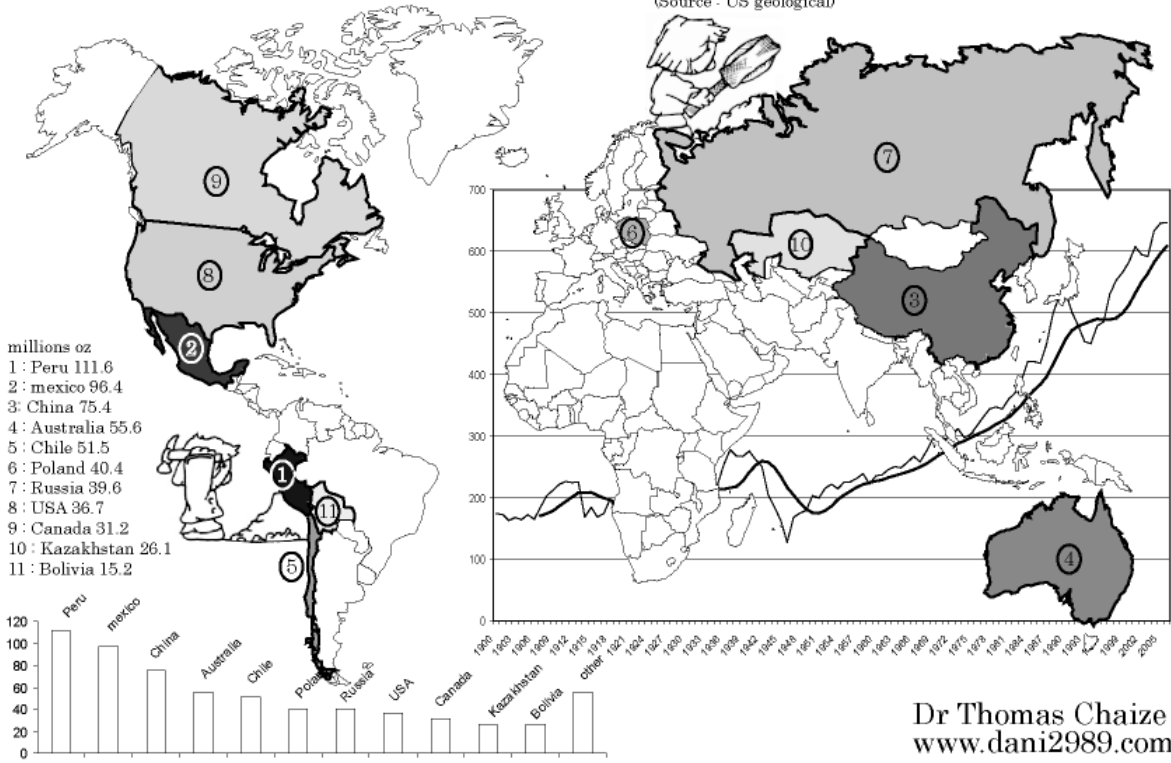 (Source - US geological)
9
8
2
1
11
5
7
6
10
3
4
millions oz
1 : Peru 111.6
2 : mexico 96.4
3: China 75.4
4 : Australia 55.6
5 : Chile 51.5
6 : Poland 40.4
7 : Russia 39.6
8 : USA 36.7
9 : Canada 31.2
10 : Kazakhstan 26.1
11 : Bolivia 15.2
700
600
500
400
300
200
100
0
1900 1903 1906 1909 1912 1915 1918 1921 1924 1927 1930 1933 1936 1939 1942 1945 1948 1951 1954 1957 1960 1963 1966 1969 1972 1975 1978 1981 1984 1987 1990 1993 1999 2002 2005
120
100
80
60
40
20
0
Peru mexico China Australia Chile Russia USA Canada Kazakhstan Bolivia other
Dr Thomas Chaize
www.dani2989.com